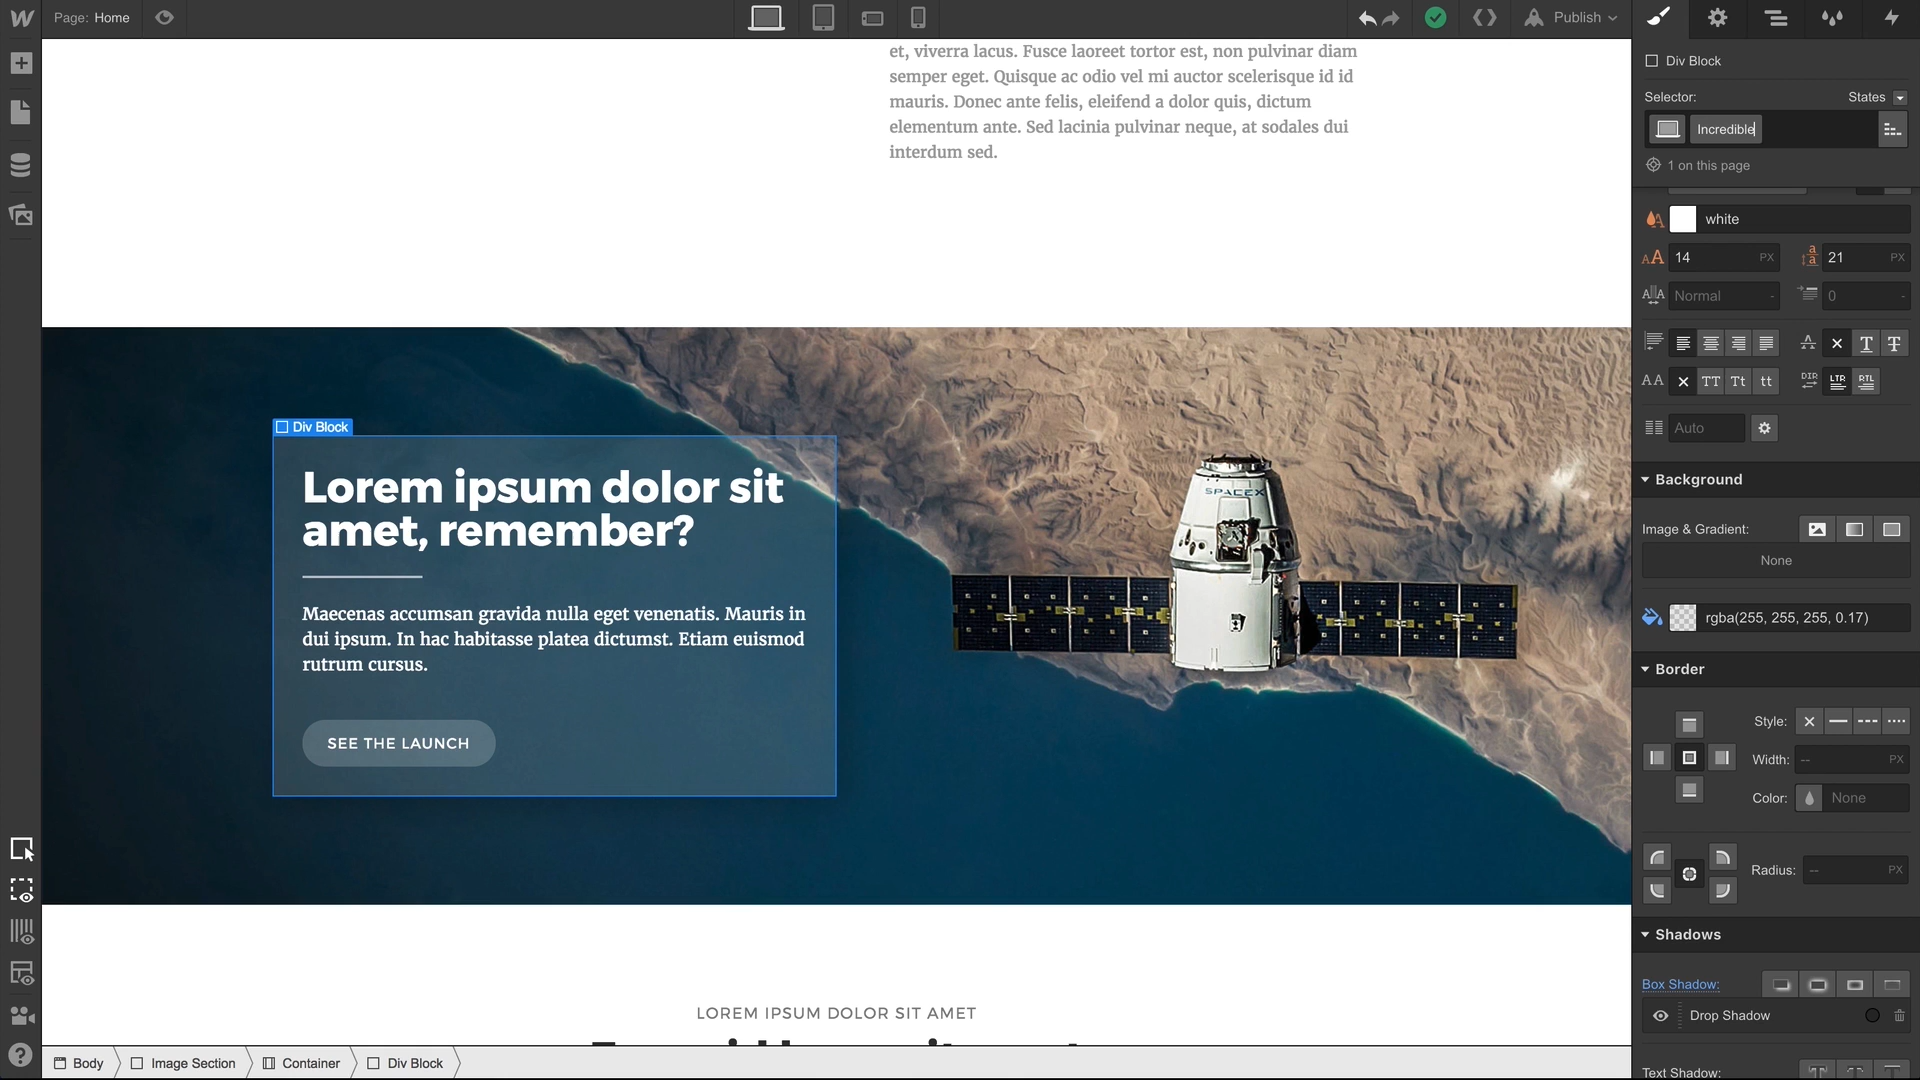 Page: Home
Publish
Div Block
Selector:
States
Incredible
1 on this page
white
14 PX
21 PX
Normal -
0 -
TT Tt tt
DIR
LTR
RTL
Auto
Background
Image & Gradient:
None
rgba(255, 255, 255, 0.17)
Border
Style:
Width: -- PX
Color: None
Radius: -- PX
Shadows
Box Shadow:
Drop Shadow
Text Shadow:
et, viverra lacus. Fusce laoreet tortor est, non pulvinar diam
semper eget. Quisque ac odio vel mi auctor scelerisque id id
mauris. Donec ante felis, eleifend a dolor quis, dictum
elementum ante. Sed lacinia pulvinar neque, at sodales dui
interdum sed.
Div Block
Lorem ipsum dolor sit
amet, remember?
Maecenas accumsan gravida nulla eget venenatis. Mauris in
dui ipsum. In hac habitasse platea dictumst. Etiam euismod
rutrum cursus.
SEE THE LAUNCH
SPACEX
LOREM IPSUM DOLOR SIT AMET
Body
Image Section
Container
Div Block